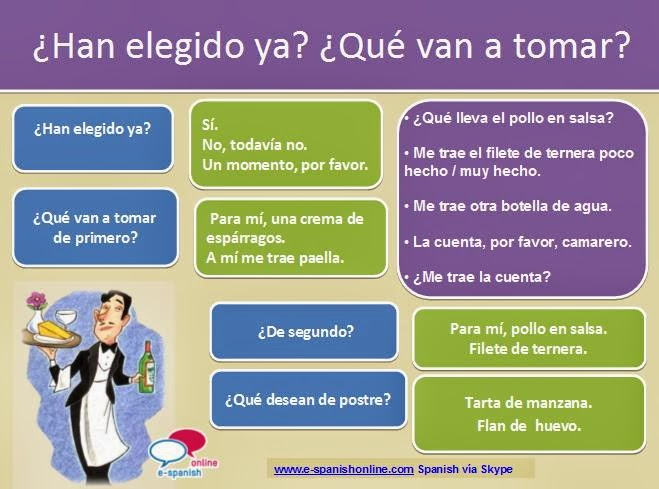 ¿Han elegido ya? ¿Qué van a tomar?
¿Han elegido ya?
Sí.
No, todavía no.
Un momento, por favor.
¿Qué van a tomar
de primero?
Para mí, una crema de
espárragos.
A mí me trae paella.
• ¿Qué lleva el pollo en salsa?
• Me trae el filete de ternera poco
hecho / muy hecho.
• Me trae otra botella de agua.
• La cuenta, por favor, camarero.
• ¿Me trae la cuenta?
¿De segundo?
Para mí, pollo en salsa.
Filete de ternera.
¿Qué desean de postre?
Tarta de manzana.
Flan de huevo.
online
e-spanish
www.e-spanishonline.com Spanish via Skype